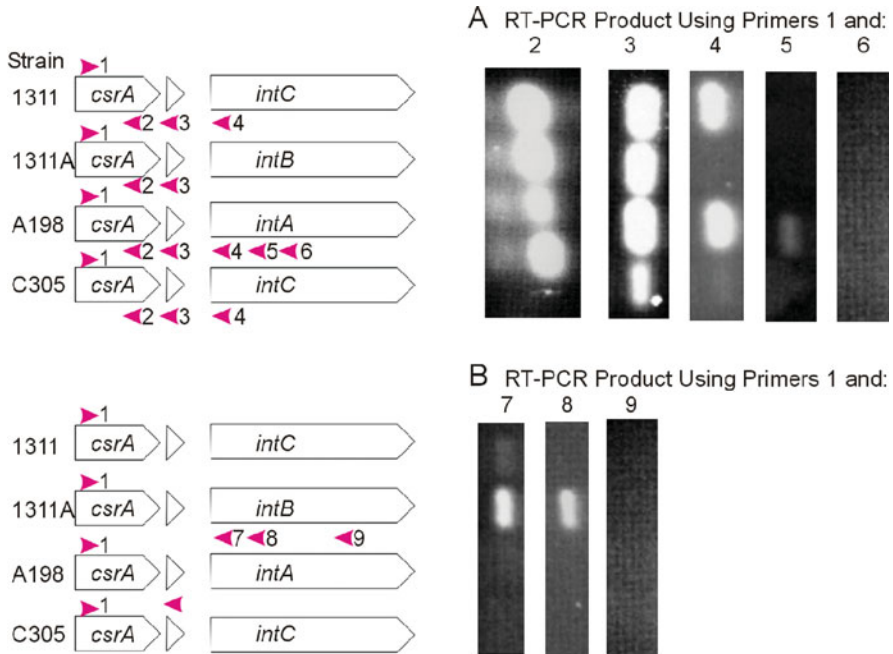 A RT-PCR Product Using Primers 1 and:
2 3 4 5 6
Strain
1
1311 csrA intC
2 3 4
1
1311A csrA intB
2 3
1
A198 csrA intA
2 3 4 5 6
1
C305 csrA intC
2 3 4
B RT-PCR Product Using Primers 1 and:
7 8 9
1
1311 csrA intC
1
1311A csrA intB
7 8 9
1
A198 csrA intA
1
C305 csrA intC